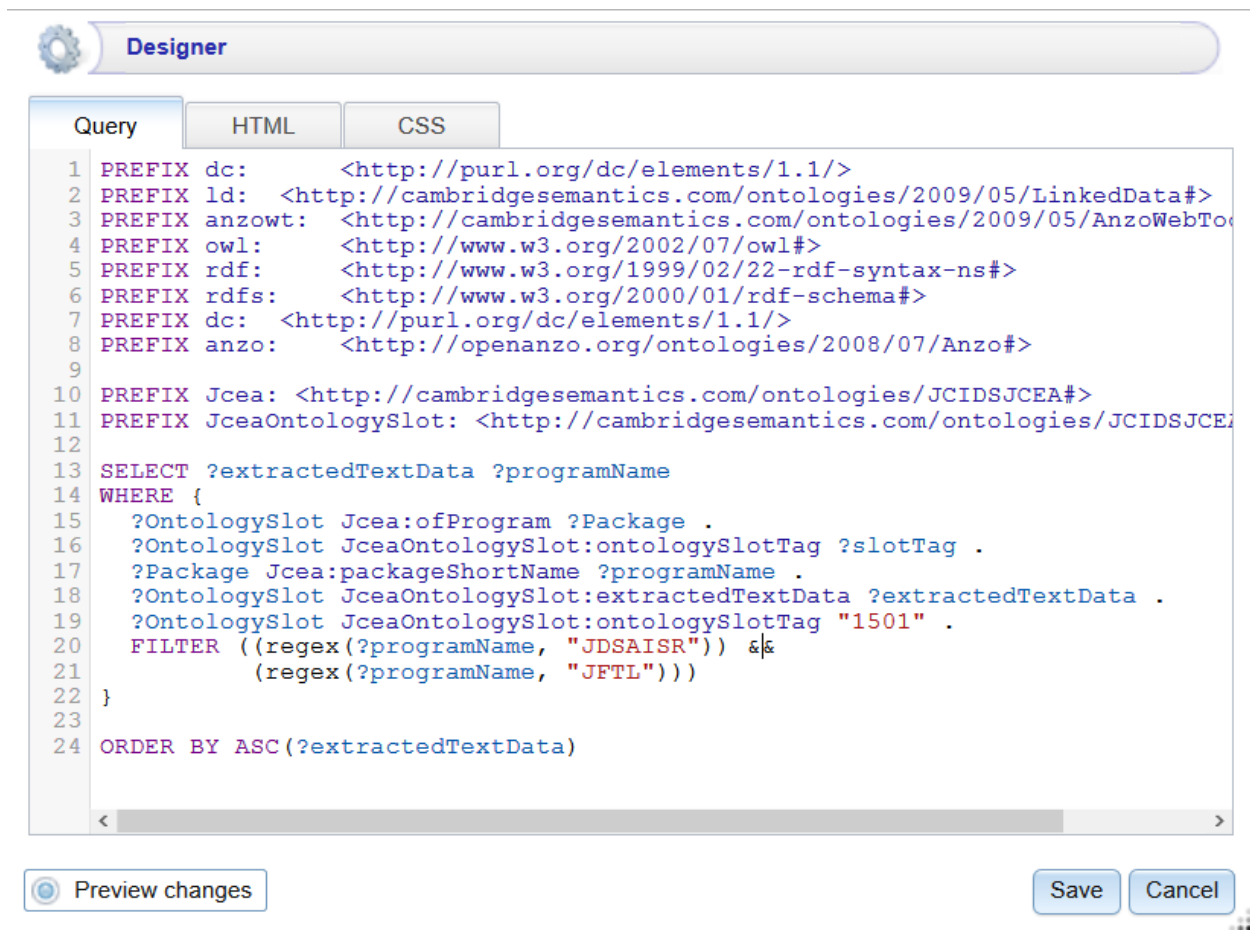 Designer
Query HTML CSS
1 PREFIX dc: <http://purl.org/dc/elements/1.1/>
2 PREFIX ld: <http://cambridgesemantics.com/ontologies/2009/05/LinkedData#>
3 PREFIX anzowt: <http://cambridgesemantics.com/ontologies/2009/05/AnzoWebToo
4 PREFIX owl: <http://www.w3.org/2002/07/owl#>
5 PREFIX rdf: <http://www.w3.org/1999/02/22-rdf-syntax-ns#>
6 PREFIX rdfs: <http://www.w3.org/2000/01/rdf-schema#>
7 PREFIX dc: <http://purl.org/dc/elements/1.1/>
8 PREFIX anzo: <http://openanzo.org/ontologies/2008/07/Anzo#>
9
10 PREFIX Jcea: <http://cambridgesemantics.com/ontologies/JCIDSJCEA#>
11 PREFIX JceaOntologySlot: <http://cambridgesemantics.com/ontologies/JCIDSJCEA
12
13 SELECT ?extractedTextData ?programName
14 WHERE {
15 ?OntologySlot Jcea:ofProgram ?Package .
16 ?OntologySlot JceaOntologySlot:ontologySlotTag ?slotTag .
17 ?Package Jcea:packageShortName ?programName .
18 ?OntologySlot JceaOntologySlot:extractedTextData ?extractedTextData .
19 ?OntologySlot JceaOntologySlot:ontologySlotTag "1501" .
20 FILTER ((regex(?programName, "JDSAISR")) &&
21 (regex(?programName, "JFTL")))
22 }
23
24 ORDER BY ASC(?extractedTextData)
Preview changes Save Cancel